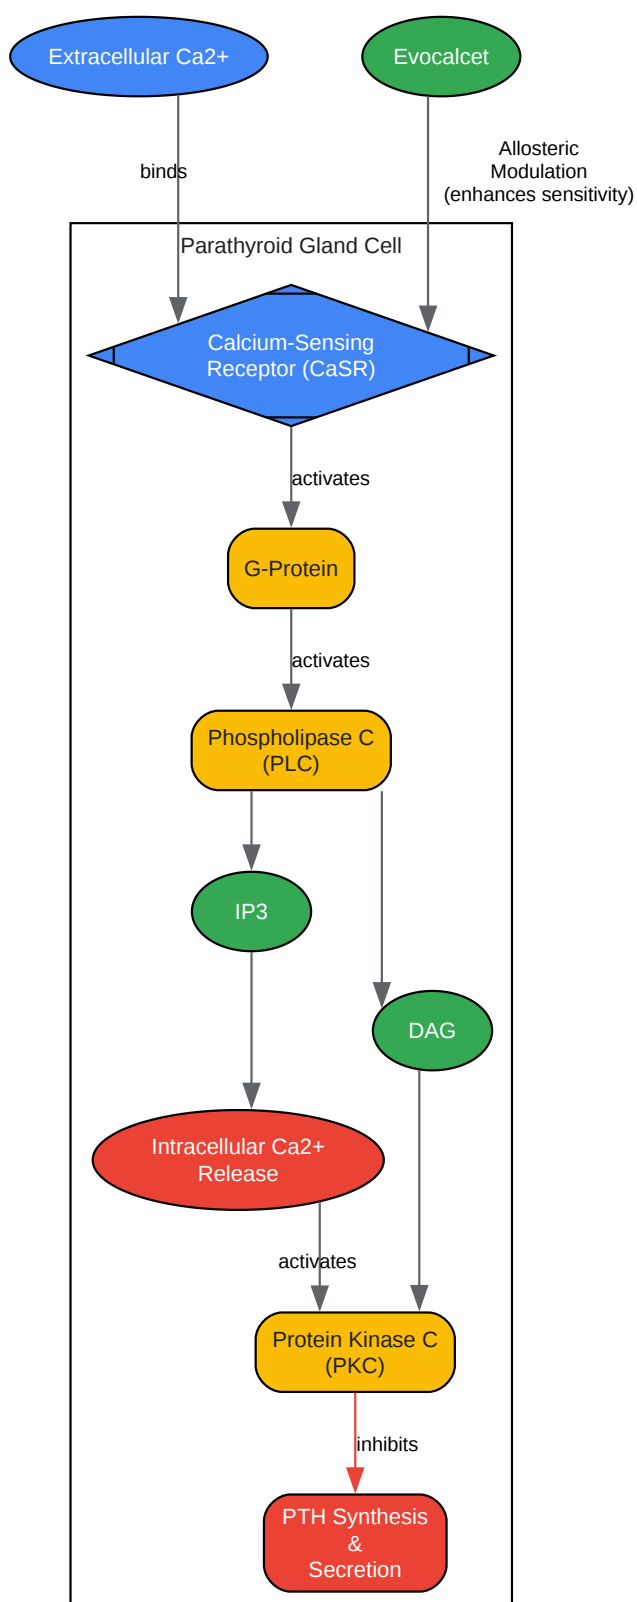 Extracellular Ca2+
Evocalcet
binds
Allosteric
Modulation
(enhances sensitivity)
Parathyroid Gland Cell
Calcium-Sensing
Receptor (CaSR)
activates
G-Protein
activates
Phospholipase C
(PLC)
IP3
DAG
Intracellular Ca2+
Release
activates
Protein Kinase C
(PKC)
inhibits
PTH Synthesis
&
Secretion